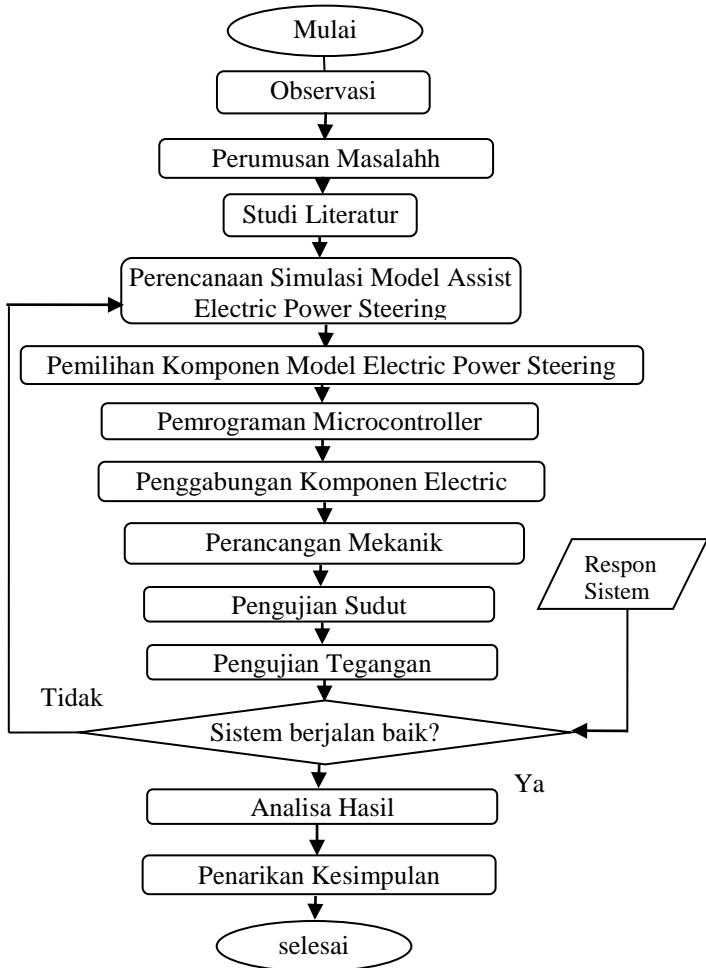 Mulai
Observasi
Perumusan Masalahh
Studi Literatur
Perencanaan Simulasi Model Assist
Electric Power Steering
Pemilihan Komponen Model Electric Power Steering
Pemrograman Microcontroller
Penggabungan Komponen Electric
Perancangan Mekanik
Respon
Sistem
Pengujian Sudut
Pengujian Tegangan
Tidak
Sistem berjalan baik?
Ya
Analisa Hasil
Penarikan Kesimpulan
selesai